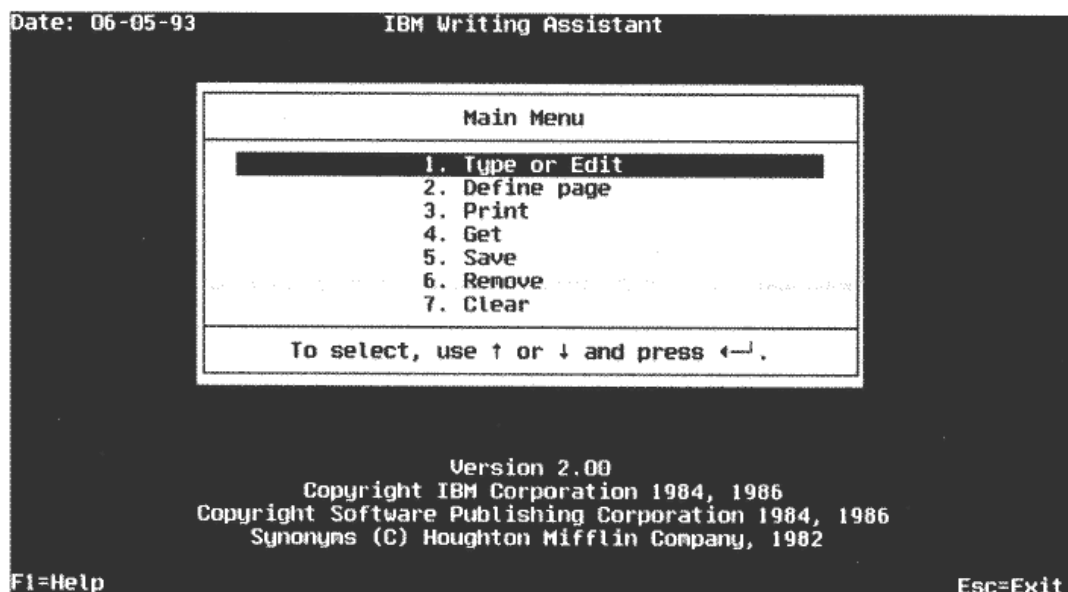 Date: 06-05-93 IBM Writing Assistant
Main Menu
1. Type or Edit
2. Define page
3. Print
4. Get
5. Save
6. Remove
7. Clear
To select, use ↑ or ↓ and press ←┘.
Version 2.00
Copyright IBM Corporation 1984, 1986
Copyright Software Publishing Corporation 1984, 1986
Synonyms (C) Houghton Mifflin Company, 1982
F1=Help Esc=Exit